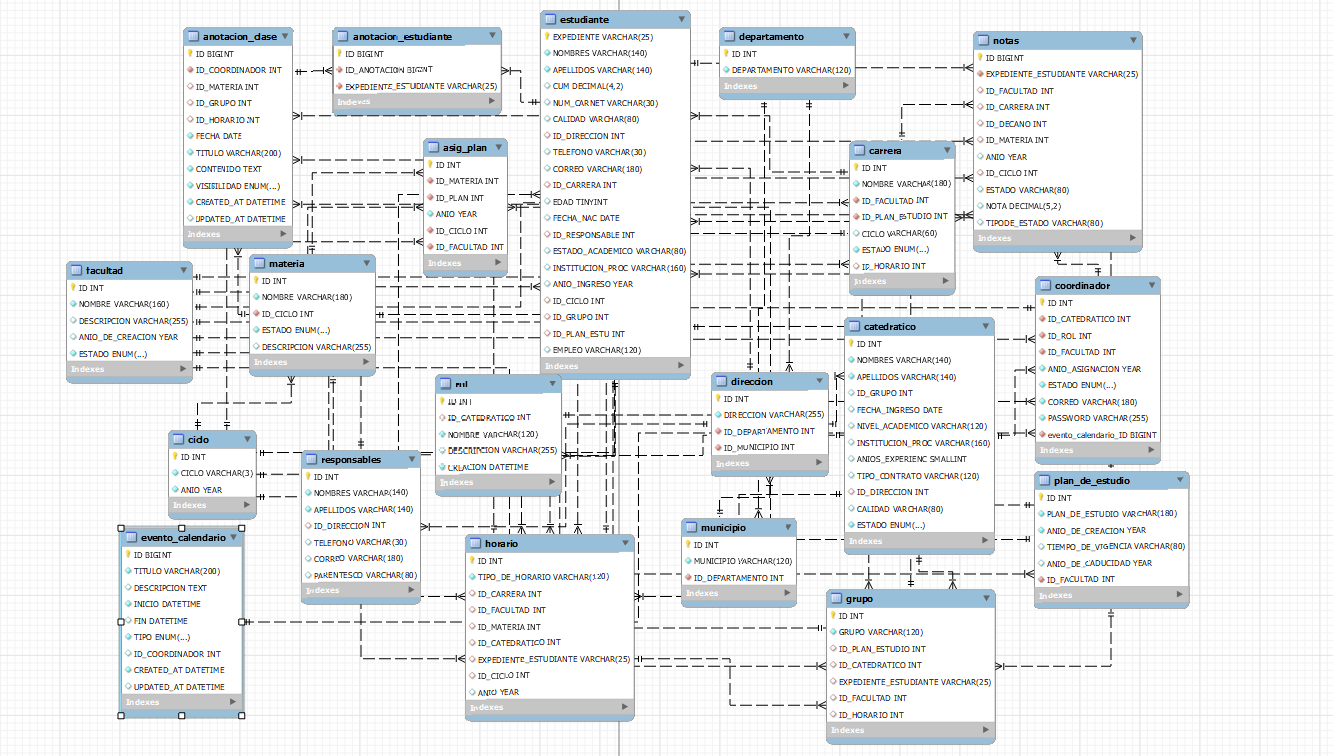 anotacion_clase
ID BIGINT
ID_COORDINADOR INT
ID_MATERIA INT
ID_GRUPO INT
ID_HORARIO INT
FECHA DATE
TITULO VARCHAR(200)
CONTENIDO TEXT
VISIBILIDAD ENUM(...)
CREATED_AT DATETIME
UPDATED_AT DATETIME
Indexes
anotacion_estudiante
ID BIGINT
ID_ANOTACION BIGINT
EXPEDIENTE_ESTUDIANTE VARCHAR(25)
Indexes
estudiante
EXPEDIENTE VARCHAR(25)
NOMBRES VARCHAR(140)
APELLIDOS VARCHAR(140)
CUM DECIMAL(4,2)
NUM_CARNET VARCHAR(30)
CALIDAD VARCHAR(80)
ID_DIRECCION INT
TELEFONO VARCHAR(30)
CORREO VARCHAR(180)
ID_CARRERA INT
EDAD TINYINT
FECHA_NAC DATE
ID_RESPONSABLE INT
ESTADO_ACADEMICO VARCHAR(80)
INSTITUCION_PROC VARCHAR(160)
ANIO_INGRESO YEAR
ID_CICLO INT
ID_GRUPO INT
ID_PLAN_ESTU INT
EMPLEO VARCHAR(120)
Indexes
departamento
ID INT
DEPARTAMENTO VARCHAR(120)
Indexes
notas
ID BIGINT
EXPEDIENTE_ESTUDIANTE VARCHAR(25)
ID_FACULTAD INT
ID_CARRERA INT
ID_DECANO INT
ID_MATERIA INT
ANIO YEAR
ID_CICLO INT
ESTADO VARCHAR(80)
NOTA DECIMAL(5,2)
TIPODE_ESTADO VARCHAR(80)
Indexes
asig_plan
ID INT
ID_MATERIA INT
ID_PLAN INT
ANIO YEAR
ID_CICLO INT
ID_FACULTAD INT
Indexes
carrera
ID INT
NOMBRE VARCHAR(180)
ID_FACULTAD INT
ID_PLAN_ESTUDIO INT
CICLO VARCHAR(60)
ESTADO ENUM(...)
ID_HORARIO INT
Indexes
facultad
ID INT
NOMBRE VARCHAR(160)
DESCRIPCION VARCHAR(255)
ANIO_DE_CREACION YEAR
ESTADO ENUM(...)
Indexes
materia
ID INT
NOMBRE VARCHAR(180)
ID_CICLO INT
ESTADO ENUM(...)
DESCRIPCION VARCHAR(255)
Indexes
coordinador
ID INT
ID_CATEDRATICO INT
ID_ROL INT
ID_FACULTAD INT
ANIO_ASIGNACION YEAR
ESTADO ENUM(...)
CORREO VARCHAR(180)
PASSWORD VARCHAR(255)
evento_calendario_ID BIGINT
Indexes
catedratico
ID INT
NOMBRES VARCHAR(140)
APELLIDOS VARCHAR(140)
ID_GRUPO INT
FECHA_INGRESO DATE
NIVEL_ACADEMICO VARCHAR(120)
INSTITUCION_PROC VARCHAR(160)
ANIOS_EXPERIENC SMALLINT
TIPO_CONTRATO VARCHAR(120)
ID_DIRECCION INT
CALIDAD VARCHAR(80)
ESTADO ENUM(...)
Indexes
rol
ID INT
ID_CATEDRATICO INT
NOMBRE VARCHAR(120)
DESCRIPCION VARCHAR(255)
CREACION DATETIME
Indexes
direccion
ID INT
DIRECCION VARCHAR(255)
ID_DEPARTAMENTO INT
ID_MUNICIPIO INT
Indexes
ciclo
ID INT
CICLO VARCHAR(3)
ANIO YEAR
Indexes
responsables
ID INT
NOMBRES VARCHAR(140)
APELLIDOS VARCHAR(140)
ID_DIRECCION INT
TELEFONO VARCHAR(30)
CORREO VARCHAR(180)
PARENTESCO VARCHAR(80)
Indexes
plan_de_estudio
ID INT
PLAN_DE_ESTUDIO VARCHAR(180)
ANIO_DE_CREACION YEAR
TIEMPO_DE_VIGENCIA VARCHAR(80)
ANIO_DE_CADUCIDAD YEAR
ID_FACULTAD INT
Indexes
evento_calendario
ID BIGINT
TITULO VARCHAR(200)
DESCRIPCION TEXT
INICIO DATETIME
FIN DATETIME
TIPO ENUM(...)
ID_COORDINADOR INT
CREATED_AT DATETIME
UPDATED_AT DATETIME
Indexes
horario
ID INT
TIPO_DE_HORARIO VARCHAR(120)
ID_CARRERA INT
ID_FACULTAD INT
ID_MATERIA INT
ID_CATEDRATICO INT
EXPEDIENTE_ESTUDIANTE VARCHAR(25)
ID_CICLO INT
ANIO YEAR
Indexes
municipio
ID INT
MUNICIPIO VARCHAR(120)
ID_DEPARTAMENTO INT
Indexes
grupo
ID INT
GRUPO VARCHAR(120)
ID_PLAN_ESTUDIO INT
ID_CATEDRATICO INT
EXPEDIENTE_ESTUDIANTE VARCHAR(25)
ID_FACULTAD INT
ID_HORARIO INT
Indexes